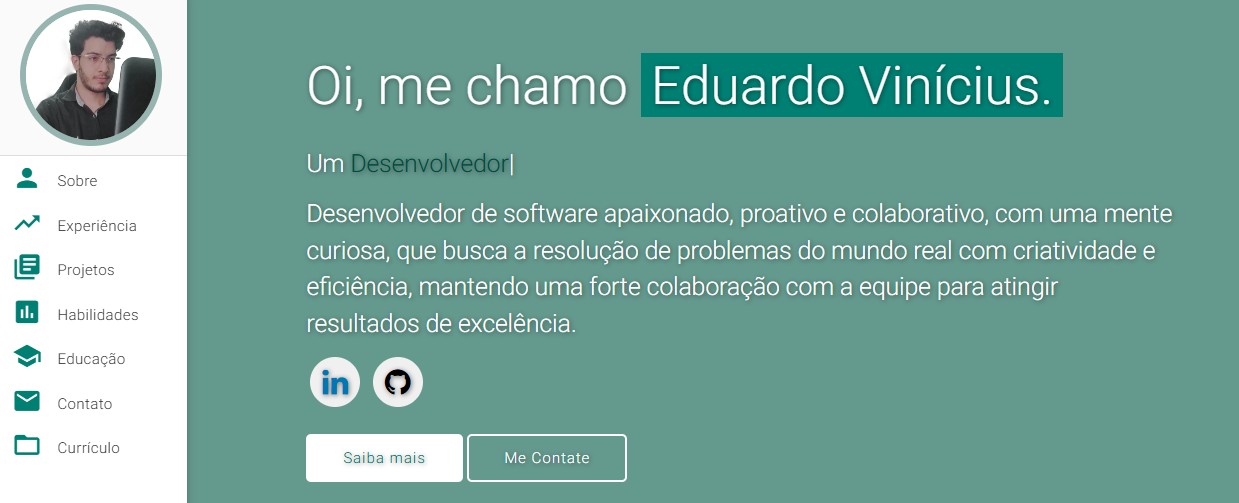 Sobre
Experiência
Projetos
Habilidades
Educação
Contato
Currículo
Oi, me chamo Eduardo Vinícius.
Um Desenvolvedor|
Desenvolvedor de software apaixonado, proativo e colaborativo, com uma mente
curiosa, que busca a resolução de problemas do mundo real com criatividade e
eficiência, mantendo uma forte colaboração com a equipe para atingir
resultados de excelência.
in
Saiba mais
Me Contate